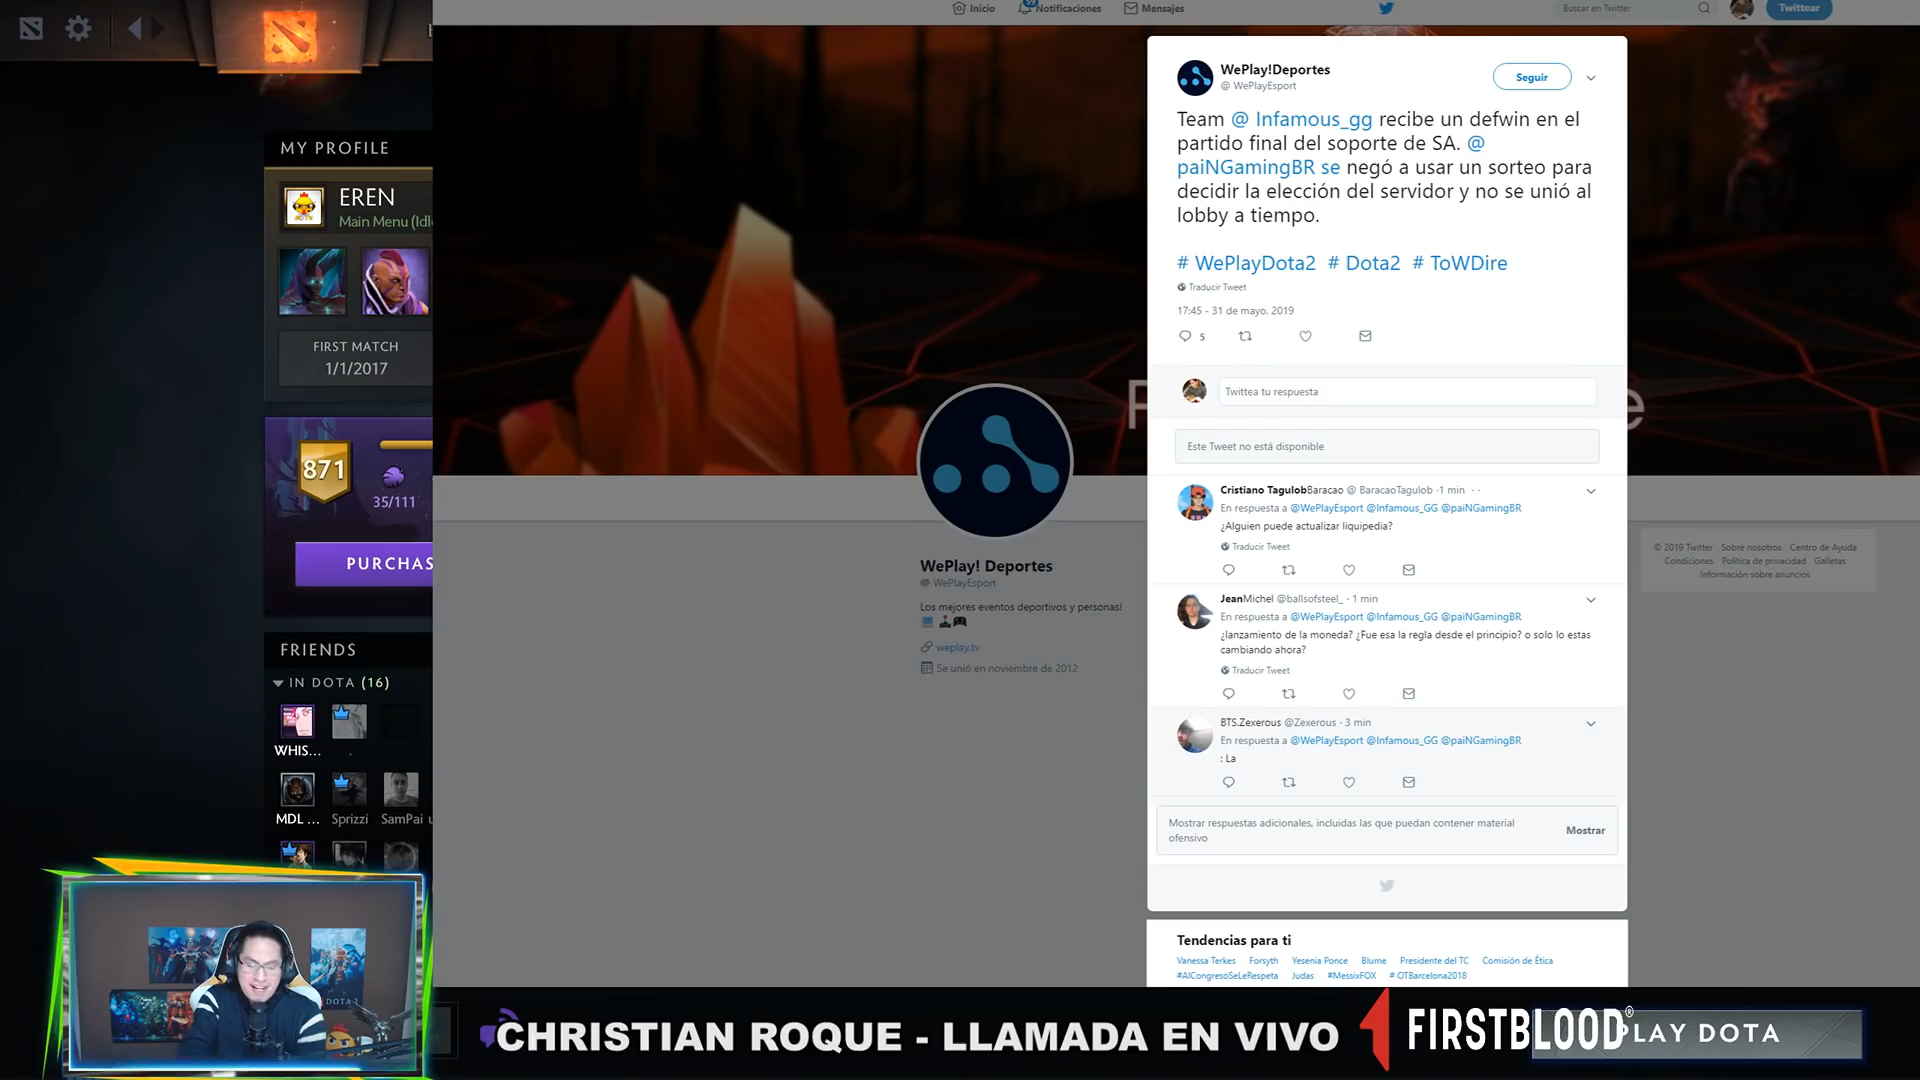 Inicio
Notificaciones
Mensajes
Buscar en Twitter
Twittear
WePlay!Deportes
@ WePlayEsport
Seguir
Team @ Infamous_gg recibe un defwin en el
partido final del soporte de SA. @
paiNGamingBR se negó a usar un sorteo para
decidir la elección del servidor y no se unió al
lobby a tiempo.
# WePlayDota2 # Dota2 # ToWDire
Traducir Tweet
17:45 - 31 de mayo. 2019
5
Twittea tu respuesta
Este Tweet no está disponible
Cristiano TagulobBaracao @ BaracaoTagulob ·1 min · ·
En respuesta a @WePlayEsport @Infamous_GG @paiNGamingBR
¿Alguien puede actualizar liquipedia?
Traducir Tweet
JeanMichel @ballsofsteel_ · 1 min
En respuesta a @WePlayEsport @Infamous_GG @paiNGamingBR
¿lanzamiento de la moneda? ¿Fue esa la regla desde el principio? o solo lo estas
cambiando ahora?
Traducir Tweet
BTS.Zexerous @Zexerous · 3 min
En respuesta a @WePlayEsport @Infamous_GG @paiNGamingBR
: La
Mostrar respuestas adicionales, incluidas las que puedan contener material
ofensivo
Mostrar
Tendencias para ti
Vanessa Terkes Forsyth Yesenia Ponce Blume Presidente del TC Comisión de Ética
#AlCongresoSeLeRespeta Judas #MessixFOX # OTBarcelona2018
WePlay! Deportes
@ WePlayEsport
Los mejores eventos deportivos y personas!
weplay.tv
Se unió en noviembre de 2012
© 2019 Twitter Sobre nosotros Centro de Ayuda
Condiciones Política de privacidad Galletas
Información sobre anuncios
MY PROFILE
EREN
Main Menu (Idl
FIRST MATCH
1/1/2017
871
35/111
PURCHAS
FRIENDS
IN DOTA (16)
WHIS...
.
MDL ...
Sprizzi
SamPai
DOTA 2
CHRISTIAN ROQUE - LLAMADA EN VIVO
FIRSTBLOOD®
PLAY DOTA